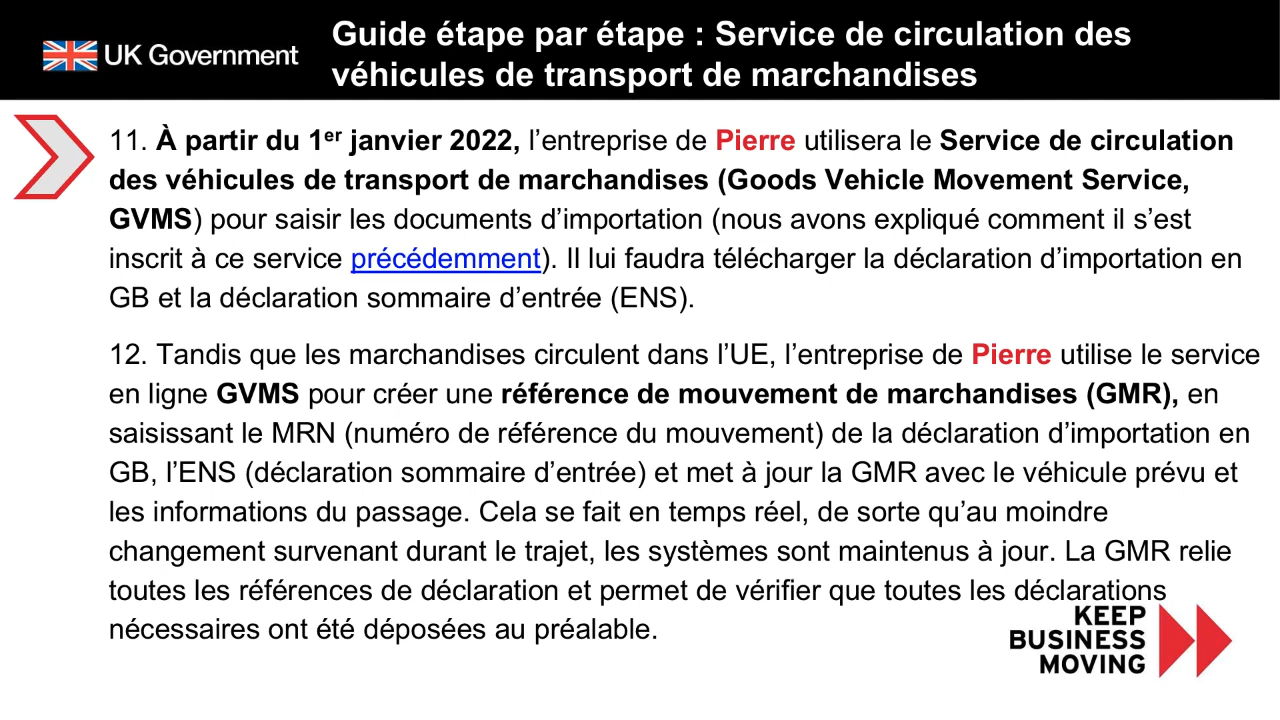 UK Government
Guide étape par étape : Service de circulation des
véhicules de transport de marchandises
11. À partir du 1er janvier 2022, l’entreprise de Pierre utilisera le Service de circulation
des véhicules de transport de marchandises (Goods Vehicle Movement Service,
GVMS) pour saisir les documents d’importation (nous avons expliqué comment il s’est
inscrit à ce service précédemment). Il lui faudra télécharger la déclaration d’importation en
GB et la déclaration sommaire d’entrée (ENS).
12. Tandis que les marchandises circulent dans l’UE, l’entreprise de Pierre utilise le service
en ligne GVMS pour créer une référence de mouvement de marchandises (GMR), en
saisissant le MRN (numéro de référence du mouvement) de la déclaration d’importation en
GB, l’ENS (déclaration sommaire d’entrée) et met à jour la GMR avec le véhicule prévu et
les informations du passage. Cela se fait en temps réel, de sorte qu’au moindre
changement survenant durant le trajet, les systèmes sont maintenus à jour. La GMR relie
toutes les références de déclaration et permet de vérifier que toutes les déclarations
nécessaires ont été déposées au préalable.
KEEP
BUSINESS
MOVING